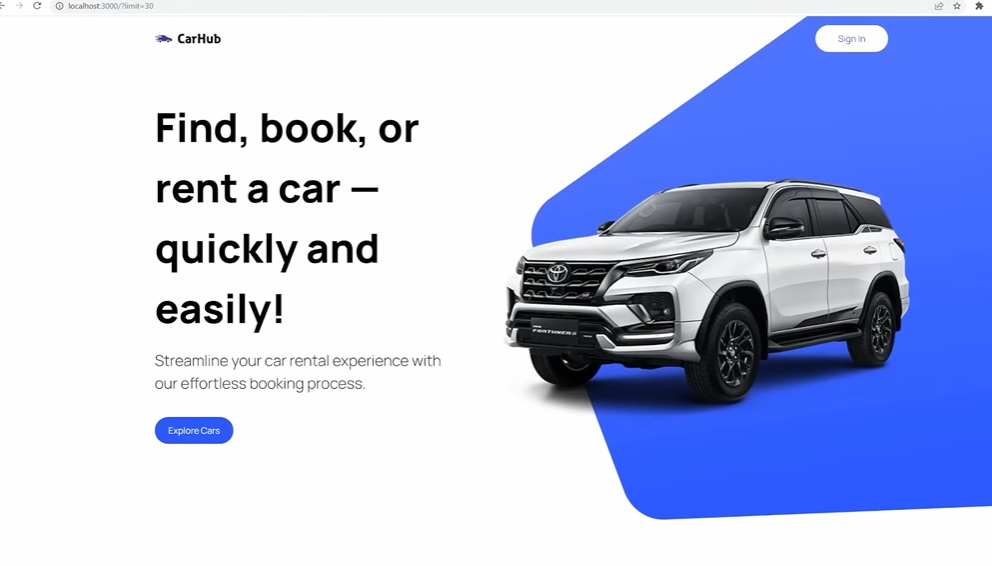 localhost:3000/?limit=30
CarHub
Sign In
Find, book, or
rent a car —
quickly and
easily!
Streamline your car rental experience with
our effortless booking process.
Explore Cars
FORTUNER